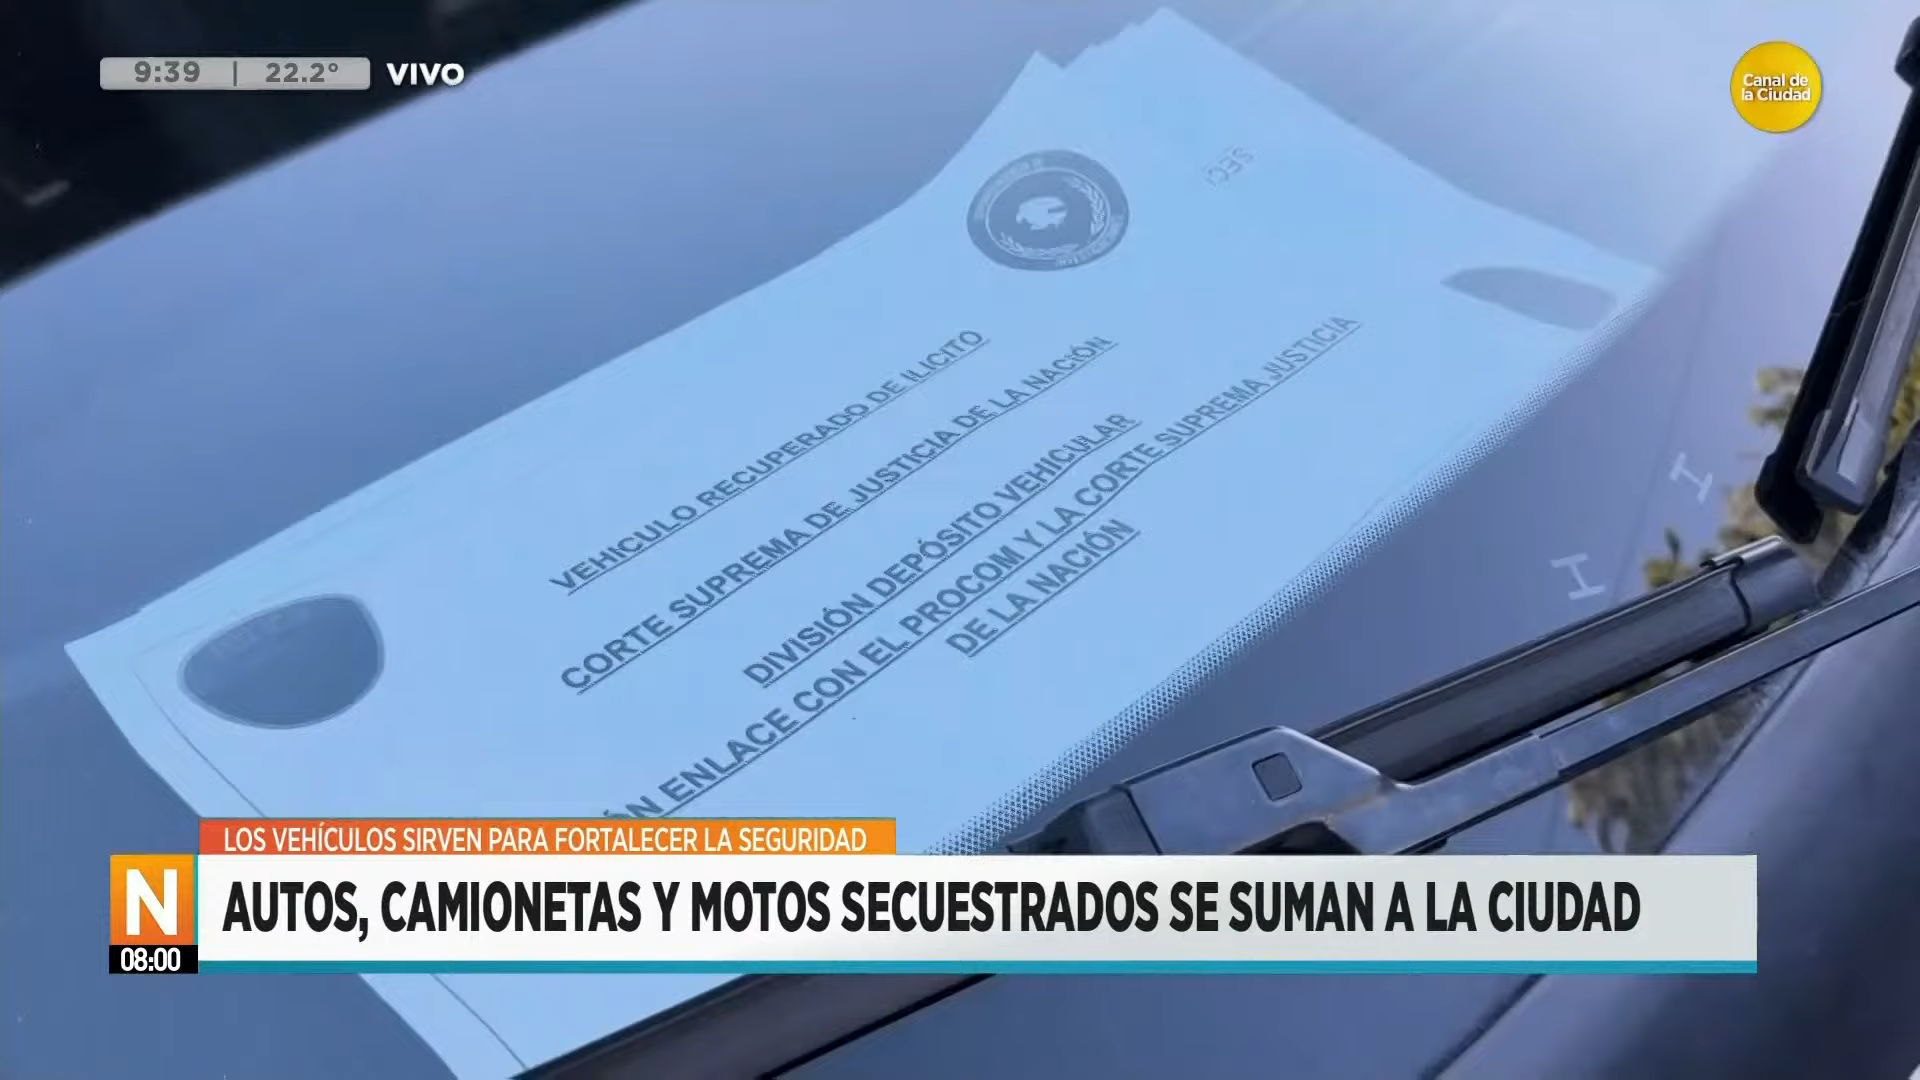 9:39 | 22.2° VIVO
Canal de
la Ciudad
SECI
VEHICULO RECUPERADO DE ILICITO
CORTE SUPREMA DE JUSTICIA DE LA NACIÓN
DIVISIÓN DEPÓSITO VEHICULAR
ÓN ENLACE CON EL PROCOM Y LA CORTE SUPREMA JUSTICIA
DE LA NACIÓN
LOS VEHÍCULOS SIRVEN PARA FORTALECER LA SEGURIDAD
N
AUTOS, CAMIONETAS Y MOTOS SECUESTRADOS SE SUMAN A LA CIUDAD
08:00